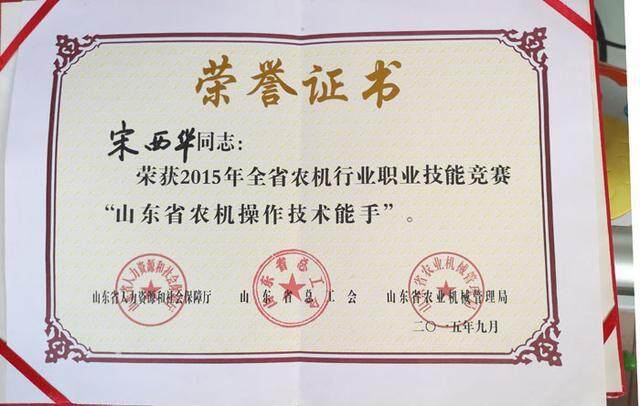 荣誉证书
宋西华同志：
荣获2015年全省农机行业职业技能竞赛
“山东省农机操作技术能手”。
山东省人力资源和社会保障厅 山东省总工会 山东省农业机械管理局
二〇一五年九月